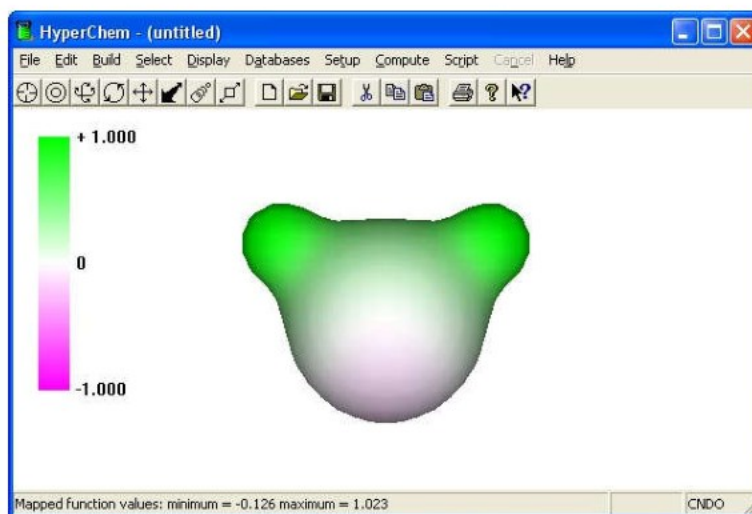 HyperChem - (untitled)
File Edit Build Select Display Databases Setup Compute Script Cancel Help
+ 1.000
0
-1.000
Mapped function values: minimum = -0.126 maximum = 1.023 CNDO